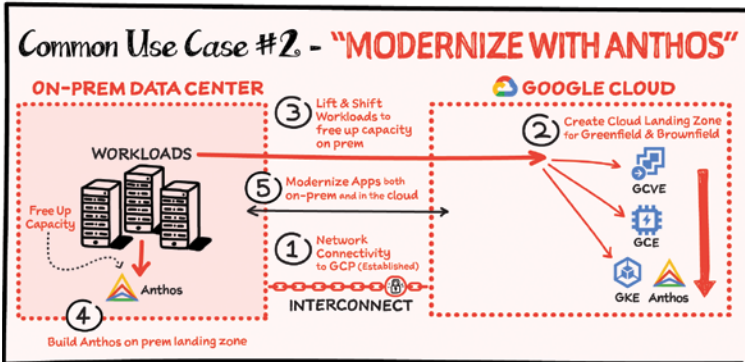 Common Use Case #2 - "MODERNIZE WITH ANTHOS"
ON-PREM DATA CENTER
GOOGLE CLOUD
3
Lift & Shift
Workloads to
free up capacity
on prem
2
Create Cloud Landing Zone
for Greenfield & Brownfield
WORKLOADS
GCVE
5
Modernize Apps both
on-prem and in the cloud
Free Up
Capacity
GCE
1
Network
Connectivity
to GCP (Established)
Anthos
GKE
Anthos
INTERCONNECT
4
Build Anthos on prem landing zone